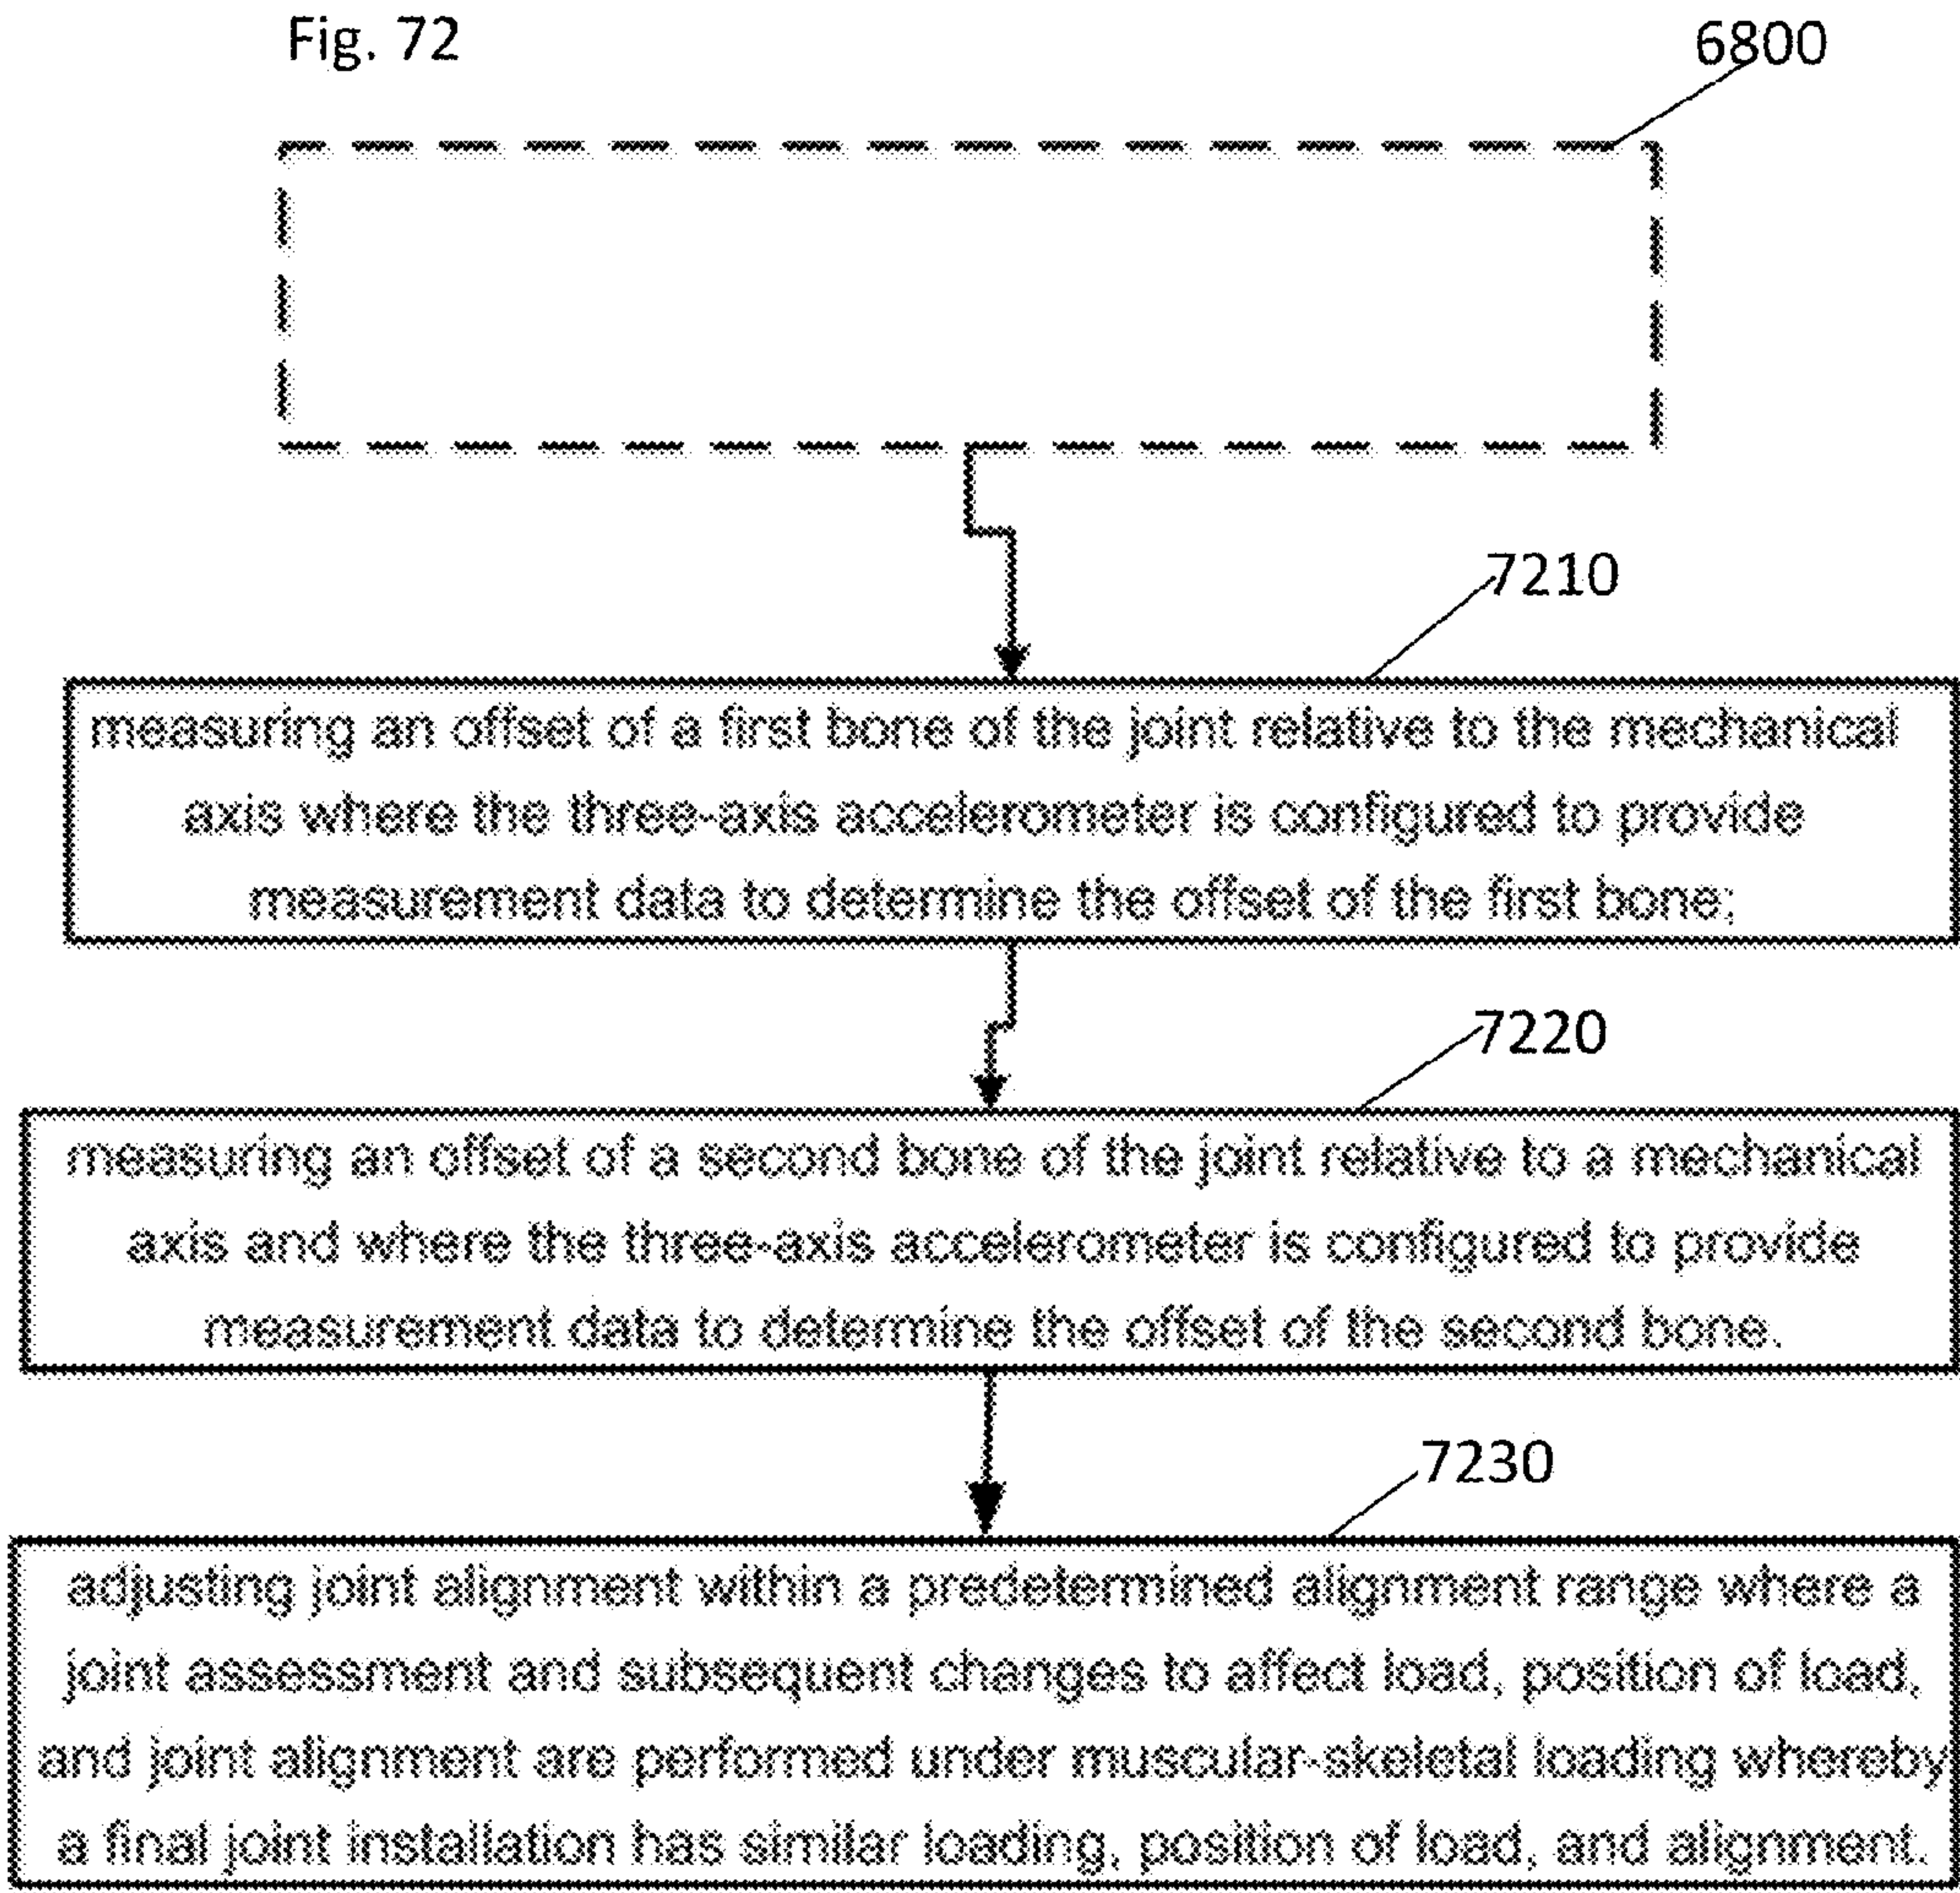 Fig. 72
6800
7210
measuring an offset of a first bone of the joint relative to the mechanical
axis where the three-axis accelerometer is configured to provide
measurement data to determine the offset of the first bone;
7220
measuring an offset of a second bone of the joint relative to a mechanical
axis and where the three-axis accelerometer is configured to provide
measurement data to determine the offset of the second bone.
7230
adjusting joint alignment within a predetermined alignment range where a
joint assessment and subsequent changes to affect load, position of load,
and joint alignment are performed under muscular-skeletal loading whereby
a final joint installation has similar loading, position of load, and alignment.